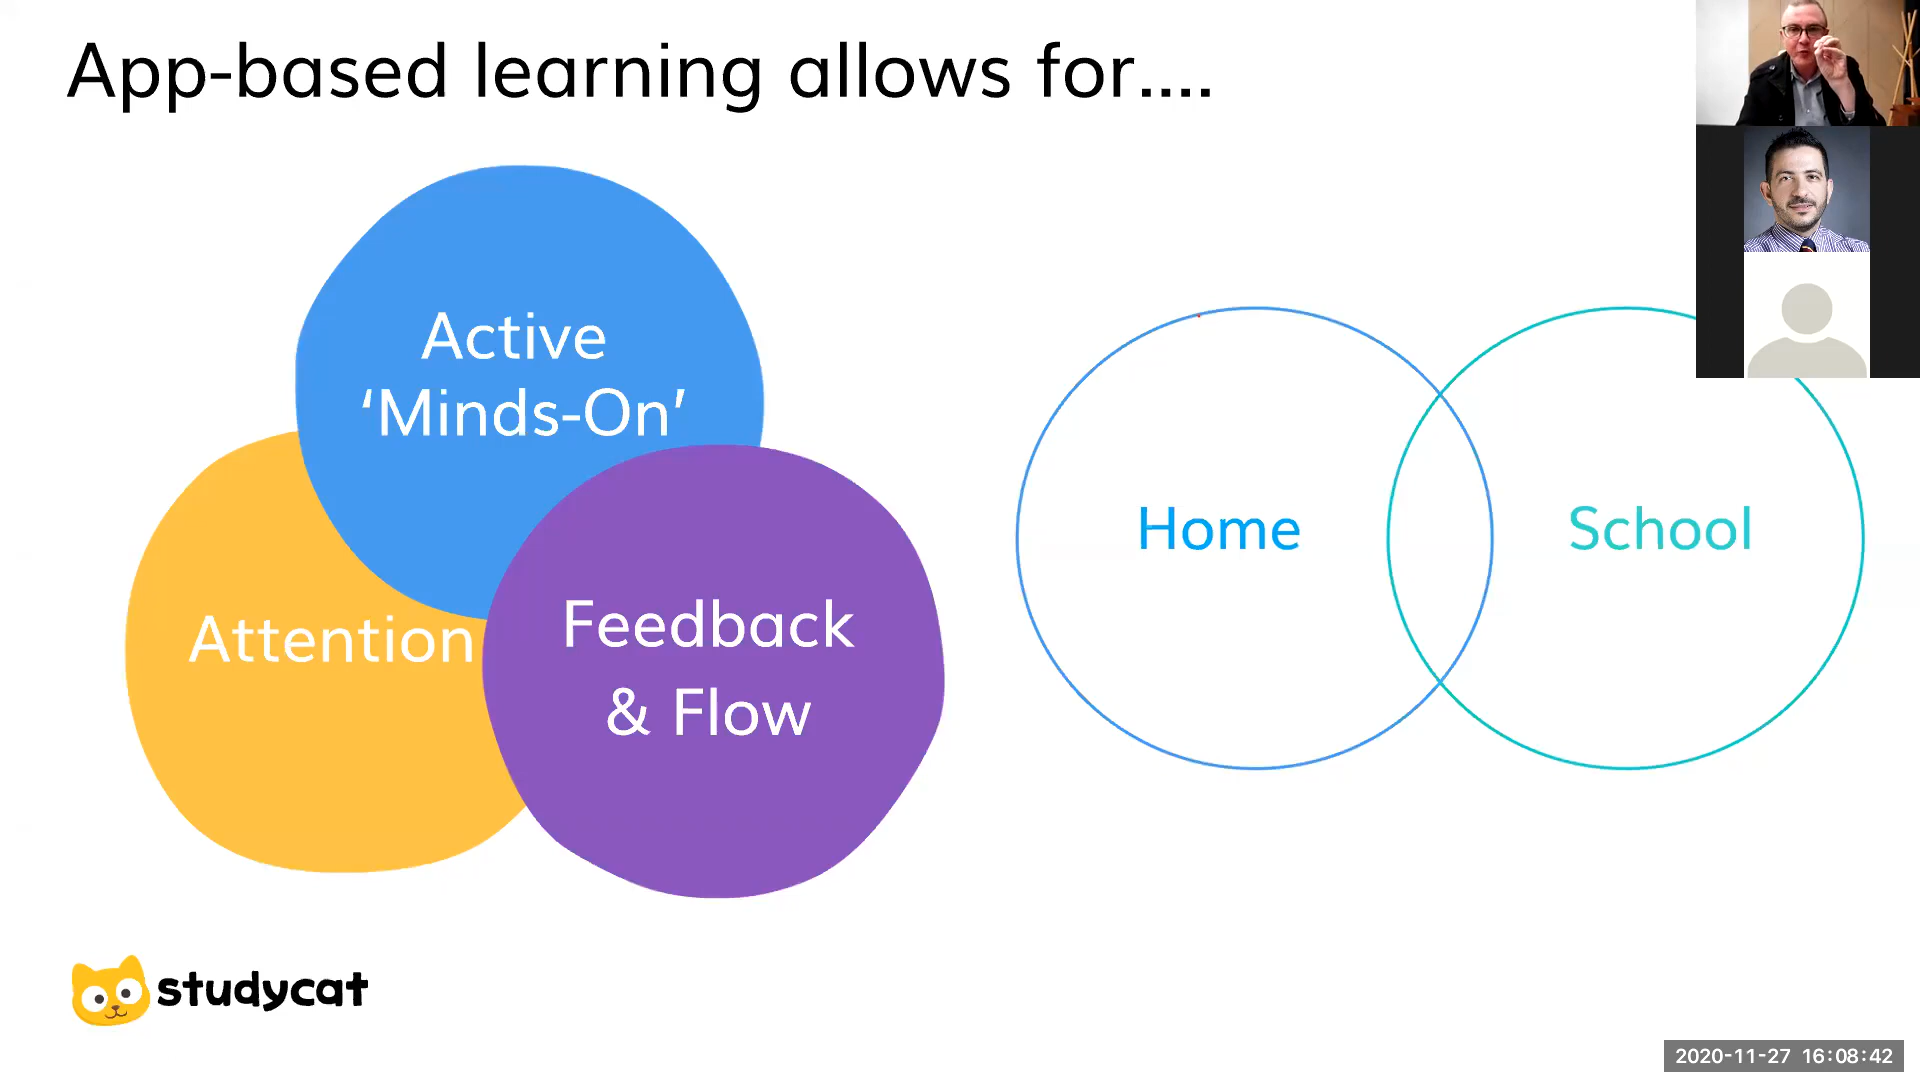 App-based learning allows for....
Active
‘Minds-On’
Attention
Feedback
& Flow
Home
School
studycat
2020-11-27 16:08:42